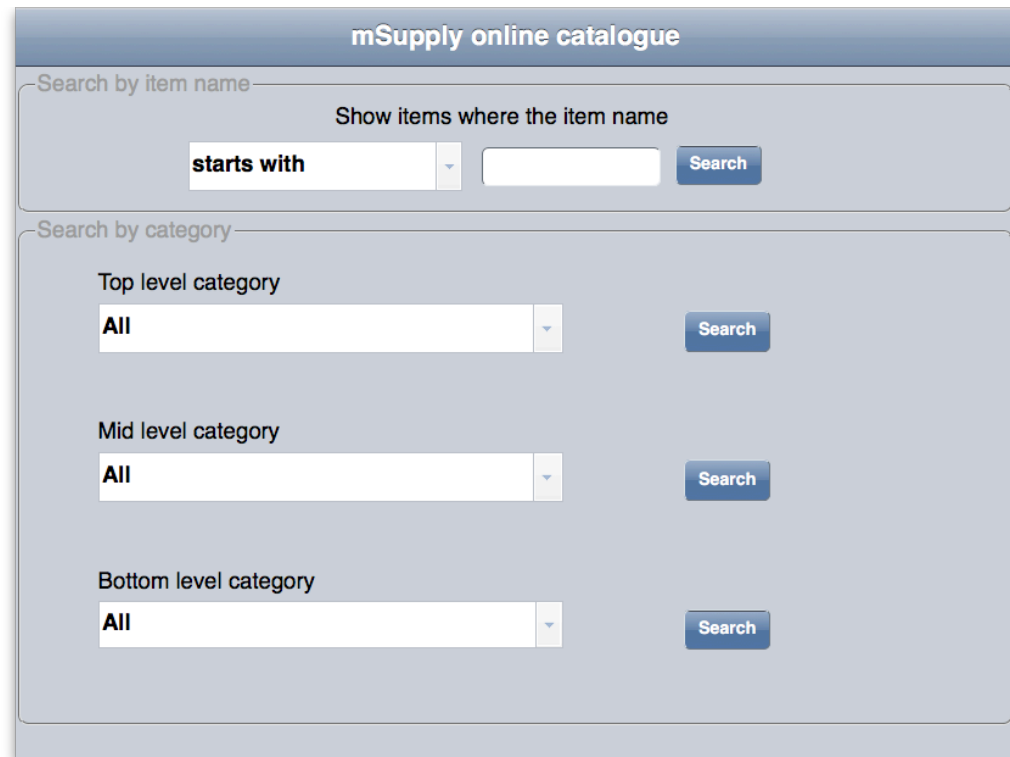 mSupply online catalogue
Search by item name
Show items where the item name
starts with Search
Search by category
Top level category
All Search
Mid level category
All Search
Bottom level category
All Search